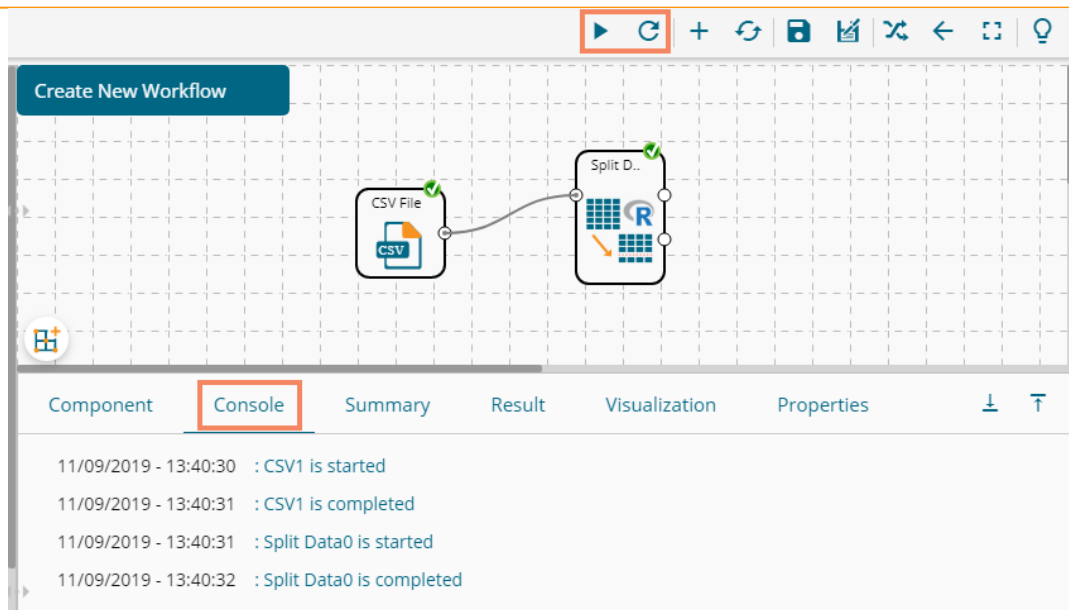 Create New Workflow
Split D..
CSV File
R
CSV
Component Console Summary Result Visualization Properties
11/09/2019 - 13:40:30 : CSV1 is started
11/09/2019 - 13:40:31 : CSV1 is completed
11/09/2019 - 13:40:31 : Split Data0 is started
11/09/2019 - 13:40:32 : Split Data0 is completed